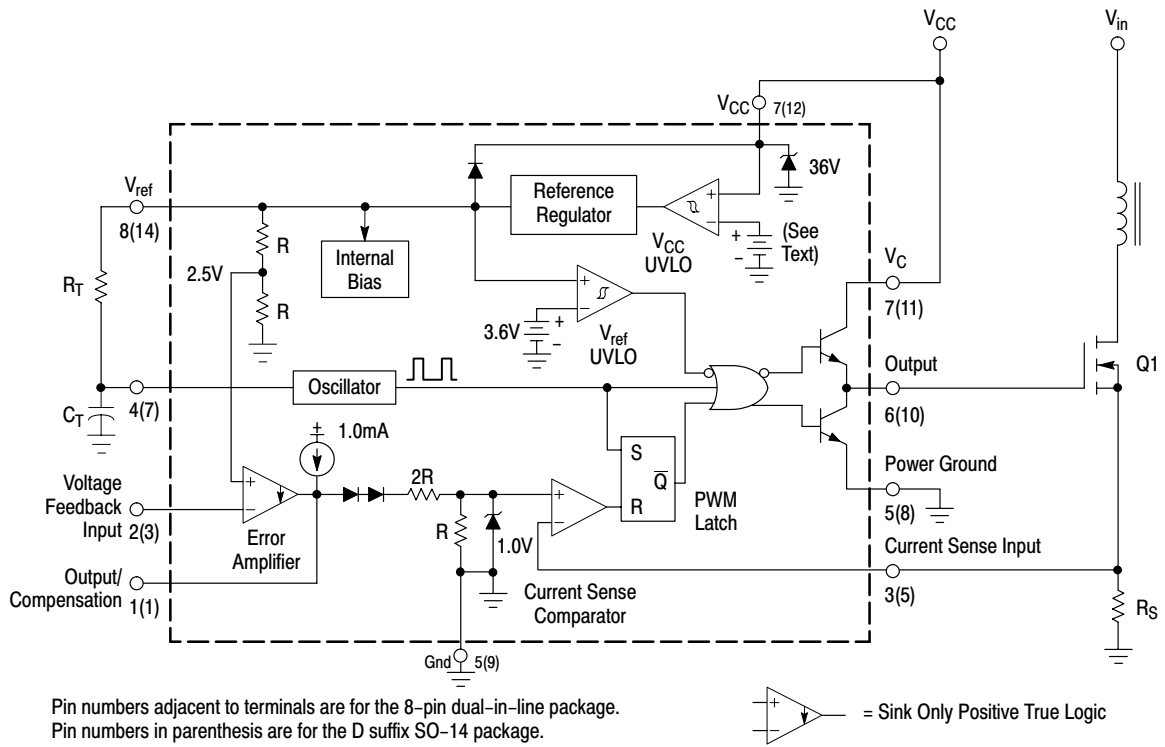 VCC
Vin
VCC 7(12)
36V
Vref
8(14)
Reference
Regulator
R
Internal
Bias
VCC
UVLO
+
−
+
−
(See
Text)
VC
7(11)
2.5V
RT
R
+
−
3.6V
+
−
Vref
UVLO
Output
6(10)
Q1
Oscillator
4(7)
CT
+
1.0mA
S
Q
R
PWM
Latch
Power Ground
5(8)
Voltage
Feedback
Input
2(3)
+
−
Error
Amplifier
2R
R
1.0V
+
−
Current Sense
Comparator
Current Sense Input
3(5)
RS
Output/
Compensation
1(1)
Gnd 5(9)
Pin numbers adjacent to terminals are for the 8−pin dual−in−line package.
Pin numbers in parenthesis are for the D suffix SO−14 package.
+
−
= Sink Only Positive True Logic